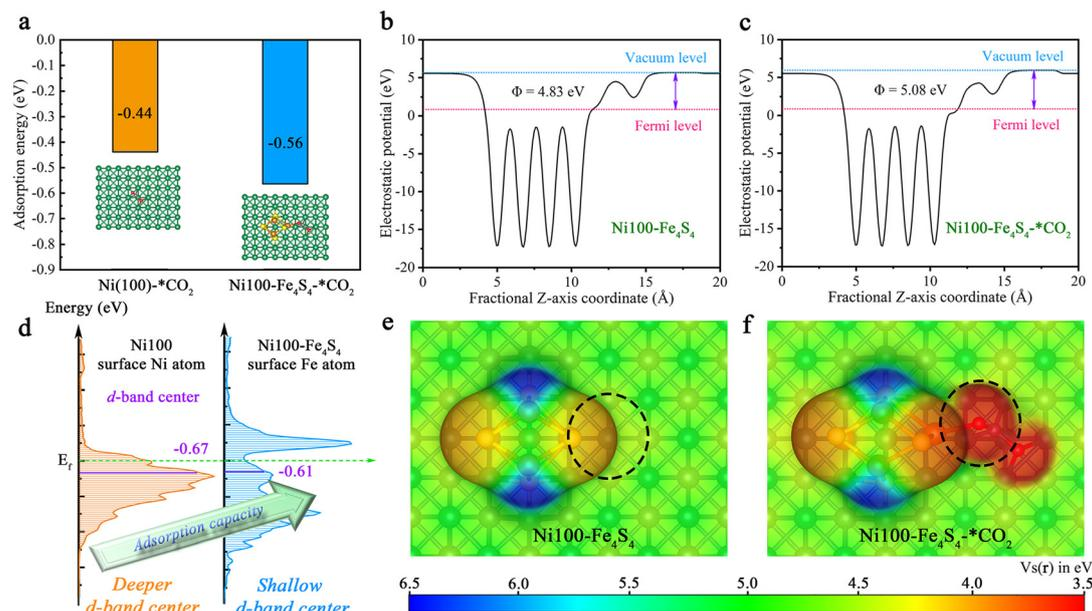 a
Adsorption energy (eV)
0.0
-0.1
-0.2
-0.3
-0.4
-0.5
-0.6
-0.7
-0.8
-0.9
-0.44
-0.56
Ni(100)-*CO₂
Ni100-Fe₄S₄-*CO₂
b
Electrostatic potential (eV)
10
5
0
-5
-10
-15
-20
Vacuum level
Φ = 4.83 eV
Fermi level
Ni100-Fe₄S₄
0 5 10 15 20
Fractional Z-axis coordinate (Å)
c
Electrostatic potential (eV)
10
5
0
-5
-10
-15
-20
Vacuum level
Φ = 5.08 eV
Fermi level
Ni100-Fe₄S₄-*CO₂
0 5 10 15 20
Fractional Z-axis coordinate (Å)
d
Energy (eV)
Ni100
surface Ni atom
Ni100-Fe₄S₄
surface Fe atom
d-band center
-0.67
E_f
-0.61
Adsorption capacity
Deeper
d-band center
Shallow
d-band center
e
Ni100-Fe₄S₄
f
Ni100-Fe₄S₄-*CO₂
Vs(r) in eV
6.5 6.0 5.5 5.0 4.5 4.0 3.5